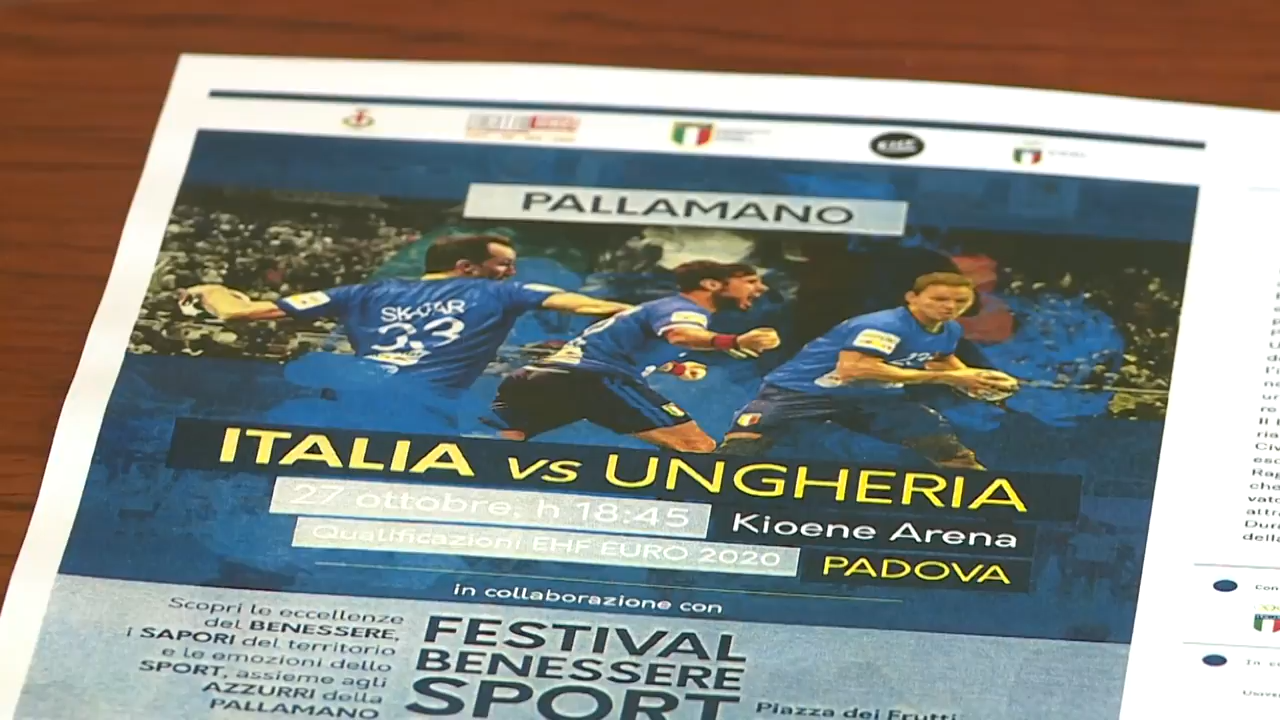 PALLAMANO
SKATAR
33
ITALIA vs UNGHERIA
27 ottobre, h 18:45
Kioene Arena
Qualificazioni EHF EURO 2020
PADOVA
in collaborazione con
Scopri le eccellenze
del BENESSERE,
i SAPORI del territorio
e le emozioni dello
SPORT, assieme agli
AZZURRI della
PALLAMANO
FESTIVAL
BENESSERE
SPORT
Piazza dei Frutti